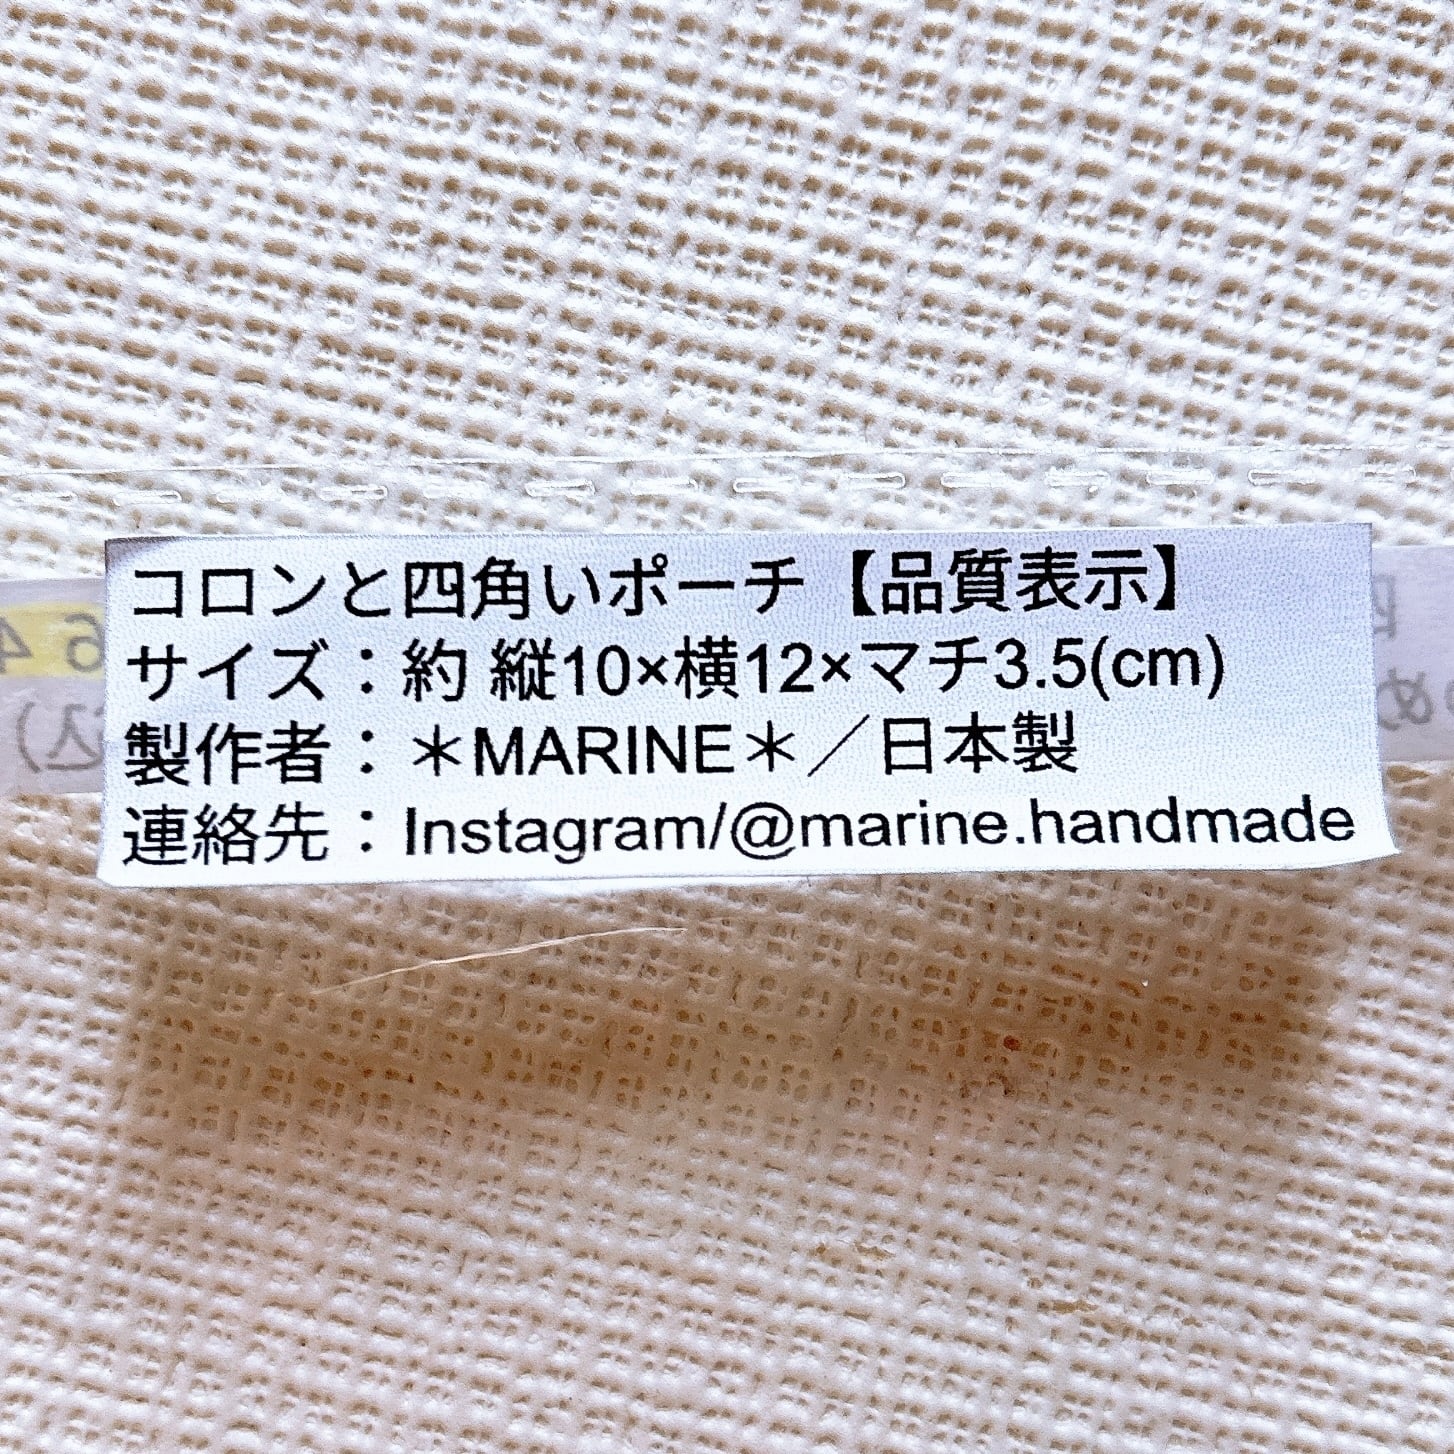 コロンと四角いポーチ【品質表示】
サイズ：約 縦10×横12×マチ3.5(cm)
製作者：＊MARINE＊／日本製
連絡先：Instagram/@marine.handmade